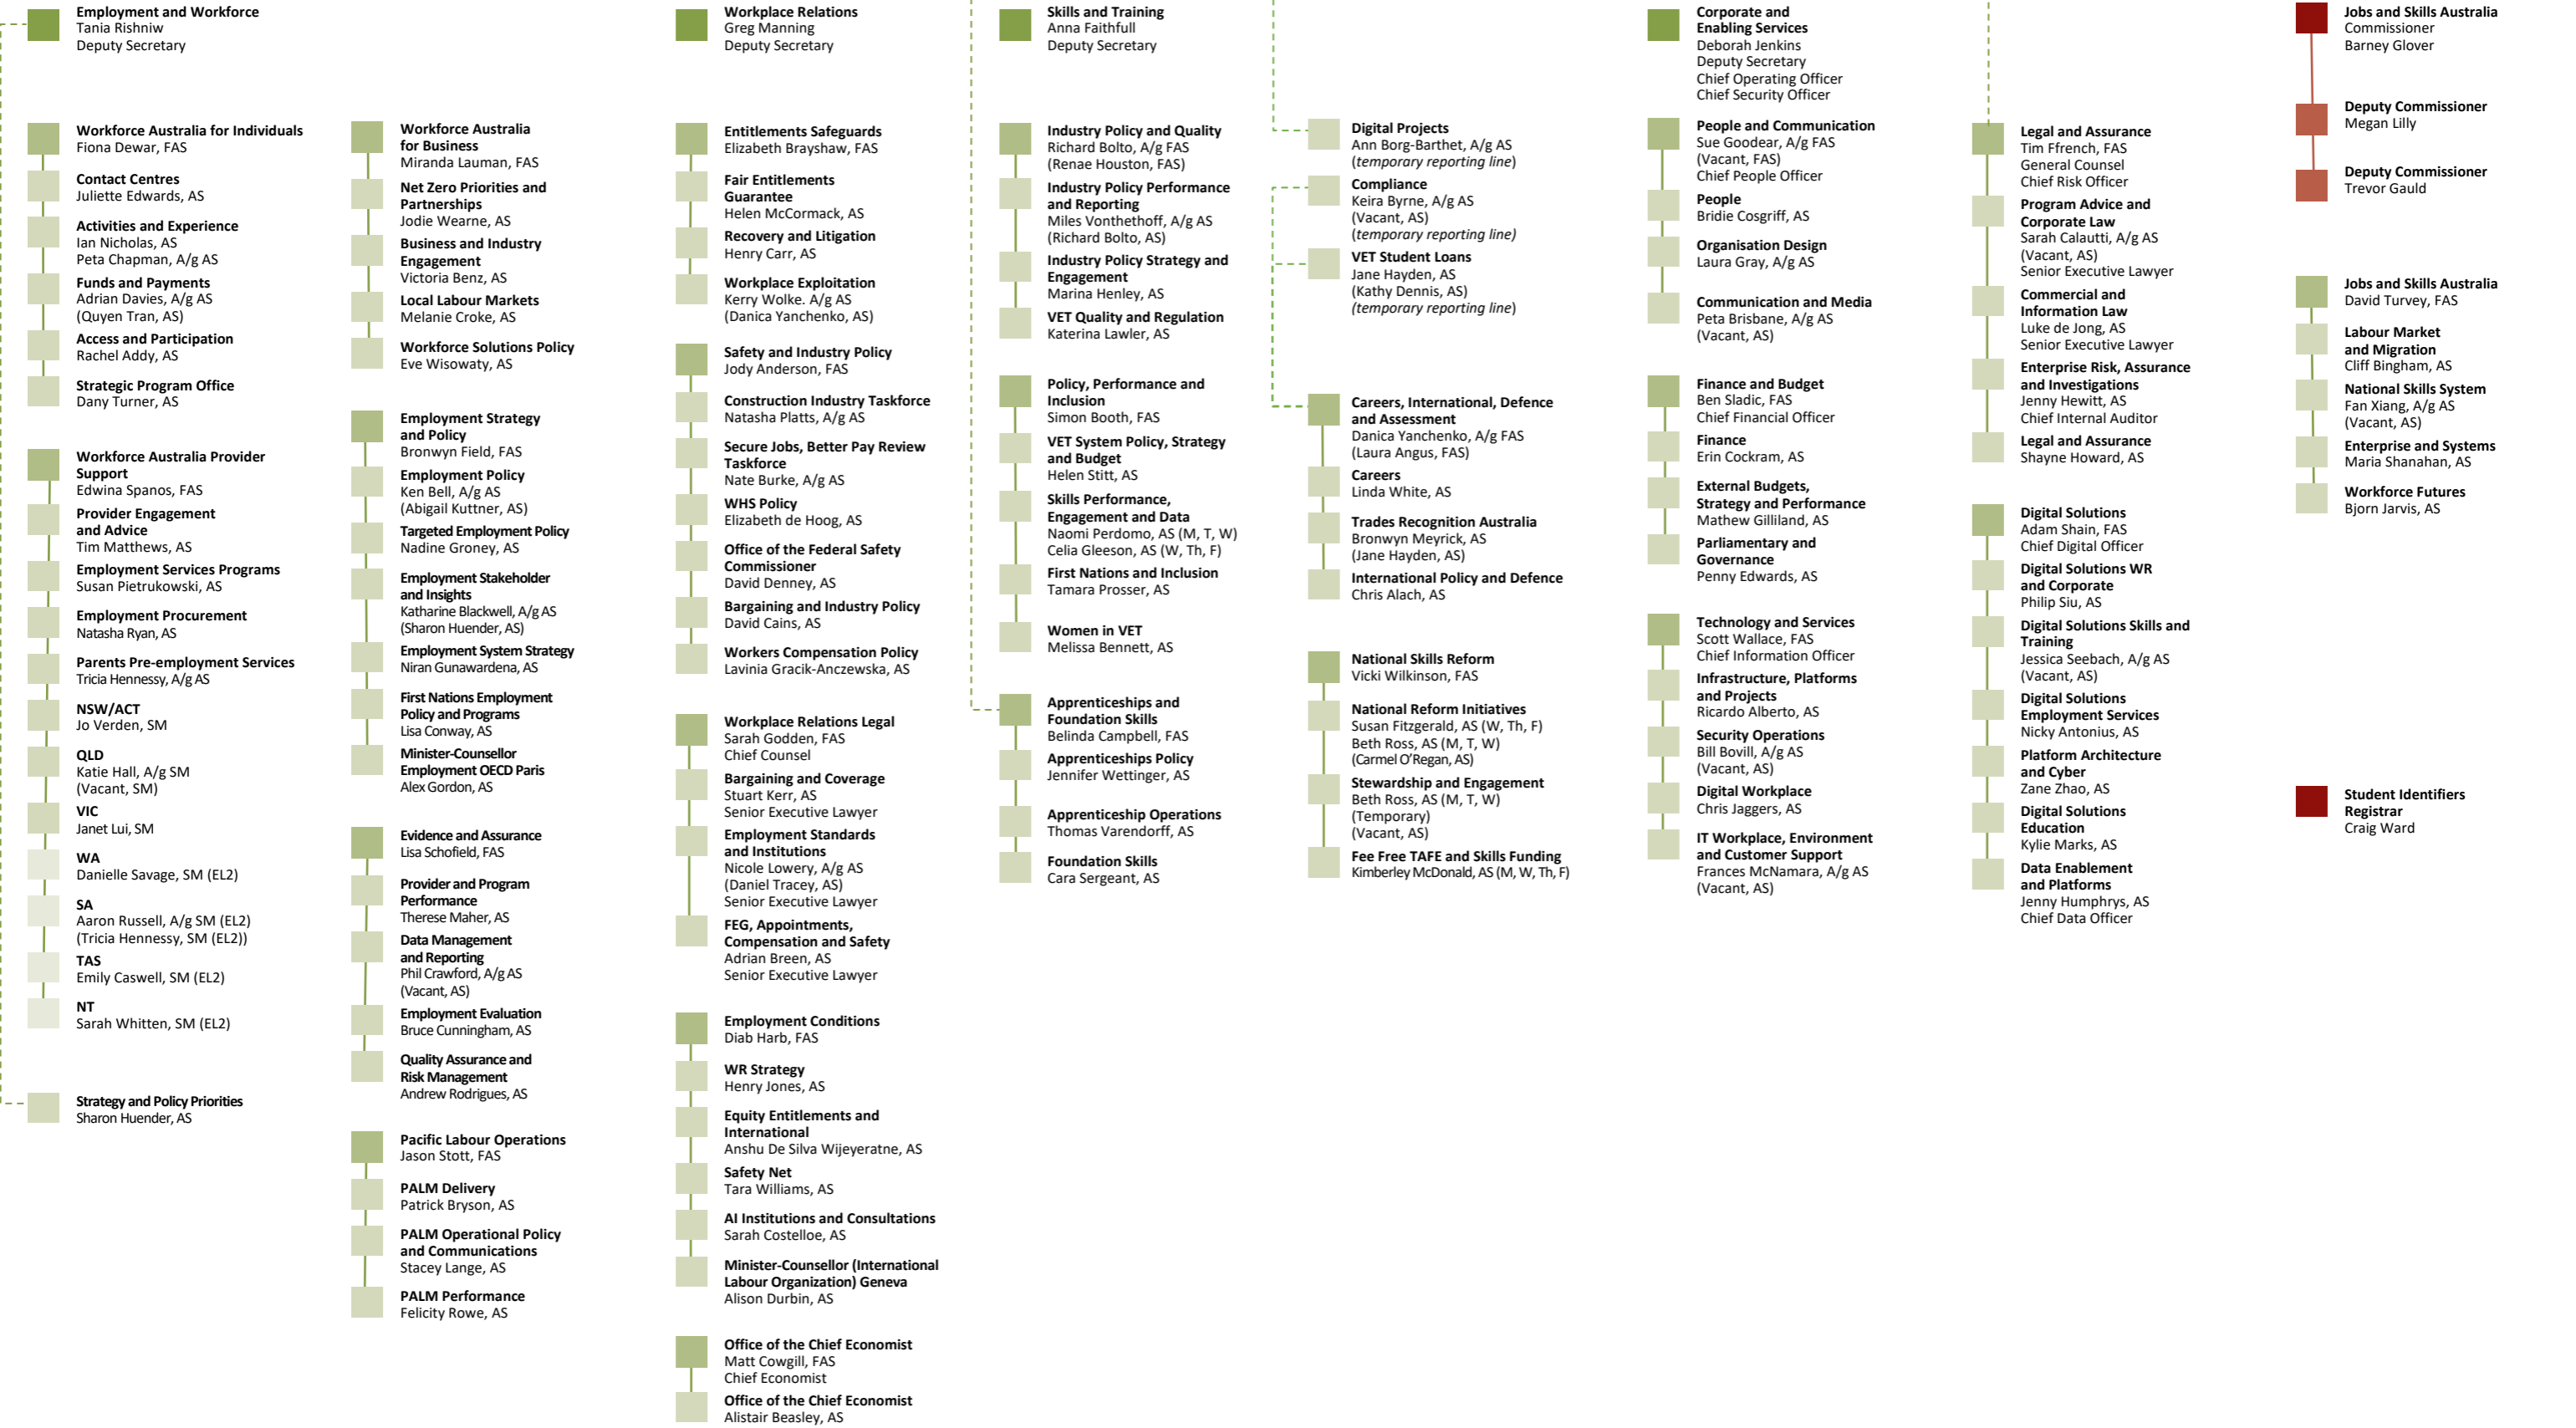 Employment and Workforce
Tania Rishniw
Deputy Secretary
Workforce Australia for Individuals
Fiona Dewar, FAS
Contact Centres
Juliette Edwards, AS
Activities and Experience
Ian Nicholas, AS
Peta Chapman, A/g AS
Funds and Payments
Adrian Davies, A/g AS
(Quyen Tran, AS)
Access and Participation
Rachel Addy, AS
Strategic Program Office
Dany Turner, AS
Workforce Australia Provider
Support
Edwina Spanos, FAS
Provider Engagement
and Advice
Tim Matthews, AS
Employment Services Programs
Susan Pietrukowski, AS
Employment Procurement
Natasha Ryan, AS
Parents Pre-employment Services
Tricia Hennessy, A/g AS
NSW/ACT
Jo Verden, SM
QLD
Katie Hall, A/g SM
(Vacant, SM)
VIC
Janet Lui, SM
WA
Danielle Savage, SM (EL2)
SA
Aaron Russell, A/g SM (EL2)
(Tricia Hennessy, SM (EL2))
TAS
Emily Caswell, SM (EL2)
NT
Sarah Whitten, SM (EL2)
Strategy and Policy Priorities
Sharon Huender, AS
Workforce Australia
for Business
Miranda Lauman, FAS
Net Zero Priorities and
Partnerships
Jodie Wearne, AS
Business and Industry
Engagement
Victoria Benz, AS
Local Labour Markets
Melanie Croke, AS
Workforce Solutions Policy
Eve Wisowaty, AS
Employment Strategy
and Policy
Bronwyn Field, FAS
Employment Policy
Ken Bell, A/g AS
(Abigail Kuttner, AS)
Targeted Employment Policy
Nadine Groney, AS
Employment Stakeholder
and Insights
Katharine Blackwell, A/g AS
(Sharon Huender, AS)
Employment System Strategy
Niran Gunawardena, AS
First Nations Employment
Policy and Programs
Lisa Conway, AS
Minister-Counsellor
Employment OECD Paris
Alex Gordon, AS
Evidence and Assurance
Lisa Schofield, FAS
Provider and Program
Performance
Therese Maher, AS
Data Management
and Reporting
Phil Crawford, A/g AS
(Vacant, AS)
Employment Evaluation
Bruce Cunningham, AS
Quality Assurance and
Risk Management
Andrew Rodrigues, AS
Pacific Labour Operations
Jason Stott, FAS
PALM Delivery
Patrick Bryson, AS
PALM Operational Policy
and Communications
Stacey Lange, AS
PALM Performance
Felicity Rowe, AS
Workplace Relations
Greg Manning
Deputy Secretary
Entitlements Safeguards
Elizabeth Brayshaw, FAS
Fair Entitlements
Guarantee
Helen McCormack, AS
Recovery and Litigation
Henry Carr, AS
Workplace Exploitation
Kerry Wolke. A/g AS
(Danica Yanchenko, AS)
Safety and Industry Policy
Jody Anderson, FAS
Construction Industry Taskforce
Natasha Platts, A/g AS
Secure Jobs, Better Pay Review
Taskforce
Nate Burke, A/g AS
WHS Policy
Elizabeth de Hoog, AS
Office of the Federal Safety
Commissioner
David Denney, AS
Bargaining and Industry Policy
David Cains, AS
Workers Compensation Policy
Lavinia Gracik-Anczewska, AS
Workplace Relations Legal
Sarah Godden, FAS
Chief Counsel
Bargaining and Coverage
Stuart Kerr, AS
Senior Executive Lawyer
Employment Standards
and Institutions
Nicole Lowery, A/g AS
(Daniel Tracey, AS)
Senior Executive Lawyer
FEG, Appointments,
Compensation and Safety
Adrian Breen, AS
Senior Executive Lawyer
Employment Conditions
Diab Harb, FAS
WR Strategy
Henry Jones, AS
Equity Entitlements and
International
Anshu De Silva Wijeyeratne, AS
Safety Net
Tara Williams, AS
AI Institutions and Consultations
Sarah Costelloe, AS
Minister-Counsellor (International
Labour Organization) Geneva
Alison Durbin, AS
Office of the Chief Economist
Matt Cowgill, FAS
Chief Economist
Office of the Chief Economist
Alistair Beasley, AS
Skills and Training
Anna Faithfull
Deputy Secretary
Industry Policy and Quality
Richard Bolto, A/g FAS
(Renae Houston, FAS)
Industry Policy Performance
and Reporting
Miles Vonthethoff, A/g AS
(Richard Bolto, AS)
Industry Policy Strategy and
Engagement
Marina Henley, AS
VET Quality and Regulation
Katerina Lawler, AS
Policy, Performance and
Inclusion
Simon Booth, FAS
VET System Policy, Strategy
and Budget
Helen Stitt, AS
Skills Performance,
Engagement and Data
Naomi Perdomo, AS (M, T, W)
Celia Gleeson, AS (W, Th, F)
First Nations and Inclusion
Tamara Prosser, AS
Women in VET
Melissa Bennett, AS
Apprenticeships and
Foundation Skills
Belinda Campbell, FAS
Apprenticeships Policy
Jennifer Wettinger, AS
Apprenticeship Operations
Thomas Varendorff, AS
Foundation Skills
Cara Sergeant, AS
Digital Projects
Ann Borg-Barthet, A/g AS
(temporary reporting line)
Compliance
Keira Byrne, A/g AS
(Vacant, AS)
(temporary reporting line)
VET Student Loans
Jane Hayden, AS
(Kathy Dennis, AS)
(temporary reporting line)
Careers, International, Defence
and Assessment
Danica Yanchenko, A/g FAS
(Laura Angus, FAS)
Careers
Linda White, AS
Trades Recognition Australia
Bronwyn Meyrick, AS
(Jane Hayden, AS)
International Policy and Defence
Chris Alach, AS
National Skills Reform
Vicki Wilkinson, FAS
National Reform Initiatives
Susan Fitzgerald, AS (W, Th, F)
Beth Ross, AS (M, T, W)
(Carmel O'Regan, AS)
Stewardship and Engagement
Beth Ross, AS (M, T, W)
(Temporary)
(Vacant, AS)
Fee Free TAFE and Skills Funding
Kimberley McDonald, AS (M, W, Th, F)
Corporate and
Enabling Services
Deborah Jenkins
Deputy Secretary
Chief Operating Officer
Chief Security Officer
People and Communication
Sue Goodear, A/g FAS
(Vacant, FAS)
Chief People Officer
People
Bridie Cosgriff, AS
Organisation Design
Laura Gray, A/g AS
Communication and Media
Peta Brisbane, A/g AS
(Vacant, AS)
Finance and Budget
Ben Sladic, FAS
Chief Financial Officer
Finance
Erin Cockram, AS
External Budgets,
Strategy and Performance
Mathew Gilliland, AS
Parliamentary and
Governance
Penny Edwards, AS
Technology and Services
Scott Wallace, FAS
Chief Information Officer
Infrastructure, Platforms
and Projects
Ricardo Alberto, AS
Security Operations
Bill Bovill, A/g AS
(Vacant, AS)
Digital Workplace
Chris Jaggers, AS
IT Workplace, Environment
and Customer Support
Frances McNamara, A/g AS
(Vacant, AS)
Legal and Assurance
Tim Ffrench, FAS
General Counsel
Chief Risk Officer
Program Advice and
Corporate Law
Sarah Calautti, A/g AS
(Vacant, AS)
Senior Executive Lawyer
Commercial and
Information Law
Luke de Jong, AS
Senior Executive Lawyer
Enterprise Risk, Assurance
and Investigations
Jenny Hewitt, AS
Chief Internal Auditor
Legal and Assurance
Shayne Howard, AS
Digital Solutions
Adam Shain, FAS
Chief Digital Officer
Digital Solutions WR
and Corporate
Philip Siu, AS
Digital Solutions Skills and
Training
Jessica Seebach, A/g AS
(Vacant, AS)
Digital Solutions
Employment Services
Nicky Antonius, AS
Platform Architecture
and Cyber
Zane Zhao, AS
Digital Solutions
Education
Kylie Marks, AS
Data Enablement
and Platforms
Jenny Humphrys, AS
Chief Data Officer
Jobs and Skills Australia
Commissioner
Barney Glover
Deputy Commissioner
Megan Lilly
Deputy Commissioner
Trevor Gauld
Jobs and Skills Australia
David Turvey, FAS
Labour Market
and Migration
Cliff Bingham, AS
National Skills System
Fan Xiang, A/g AS
(Vacant, AS)
Enterprise and Systems
Maria Shanahan, AS
Workforce Futures
Bjorn Jarvis, AS
Student Identifiers
Registrar
Craig Ward